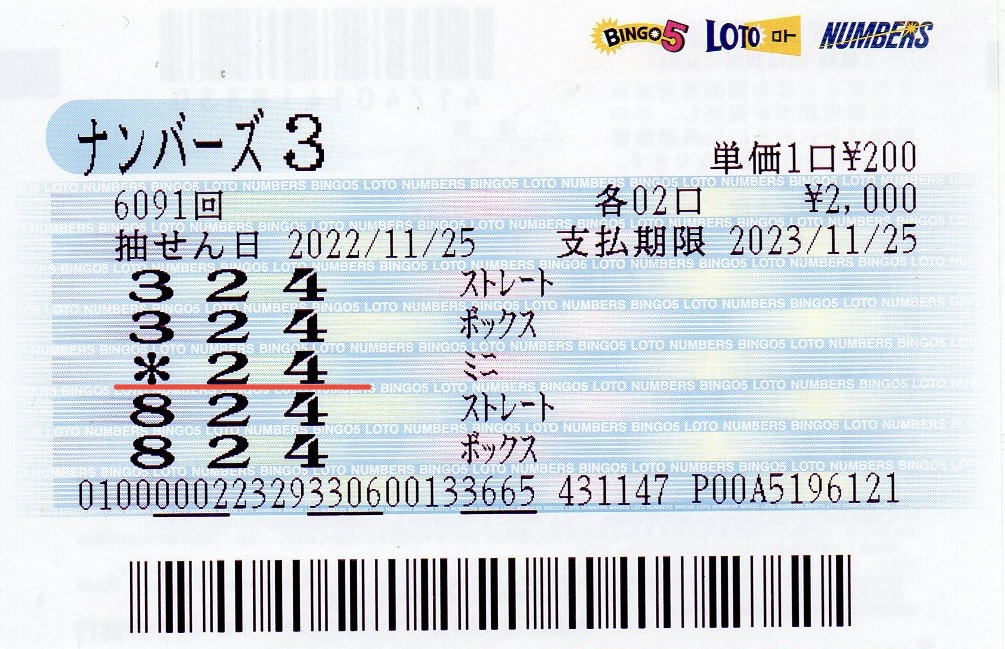 BINGO5 LOTO ロト NUMBERS
ナンバーズ3
単価1口¥200
6091回 各02口 ¥2,000
抽せん日 2022/11/25 支払期限 2023/11/25
3 2 4 ストレート
3 2 4 ボックス
* 2 4 ミニ
8 2 4 ストレート
8 2 4 ボックス
010000022329330600133665 431147 P00A5196121